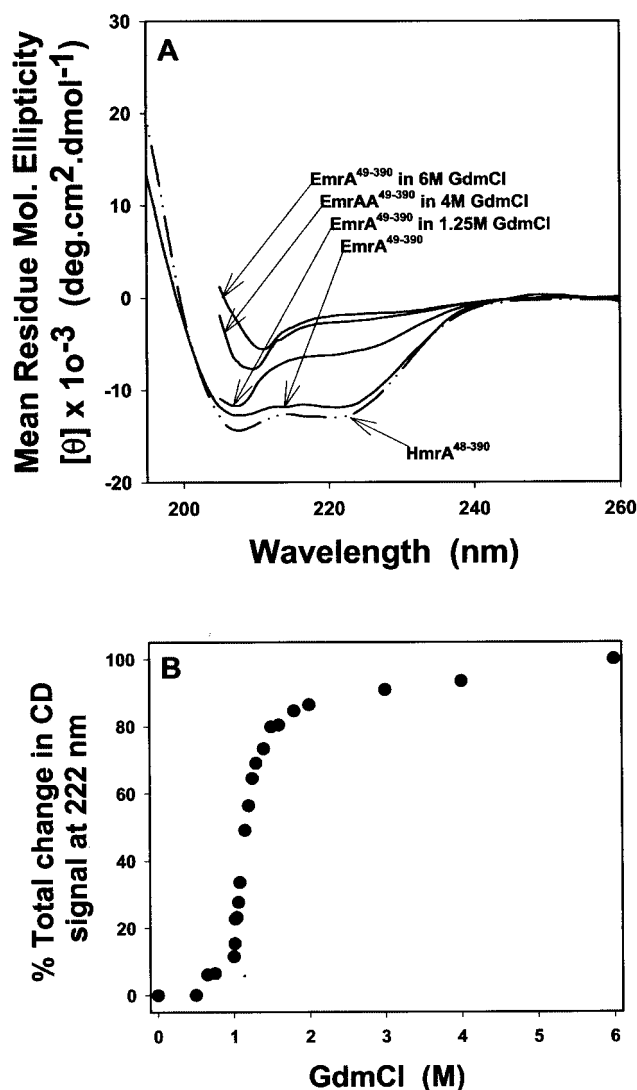 A
30
20
10
0
-10
-20
Mean Residue Mol. Ellipticity
[θ] x 1o-3 (deg.cm2.dmol-1)
EmrA49-390 in 6M GdmCl
EmrAA49-390 in 4M GdmCl
EmrA49-390 in 1.25M GdmCl
EmrA49-390
HmrA48-390
200 220 240 260
Wavelength (nm)
B
100
80
60
40
20
0
% Total change in CD
signal at 222 nm
0 1 2 3 4 5 6
GdmCl (M)